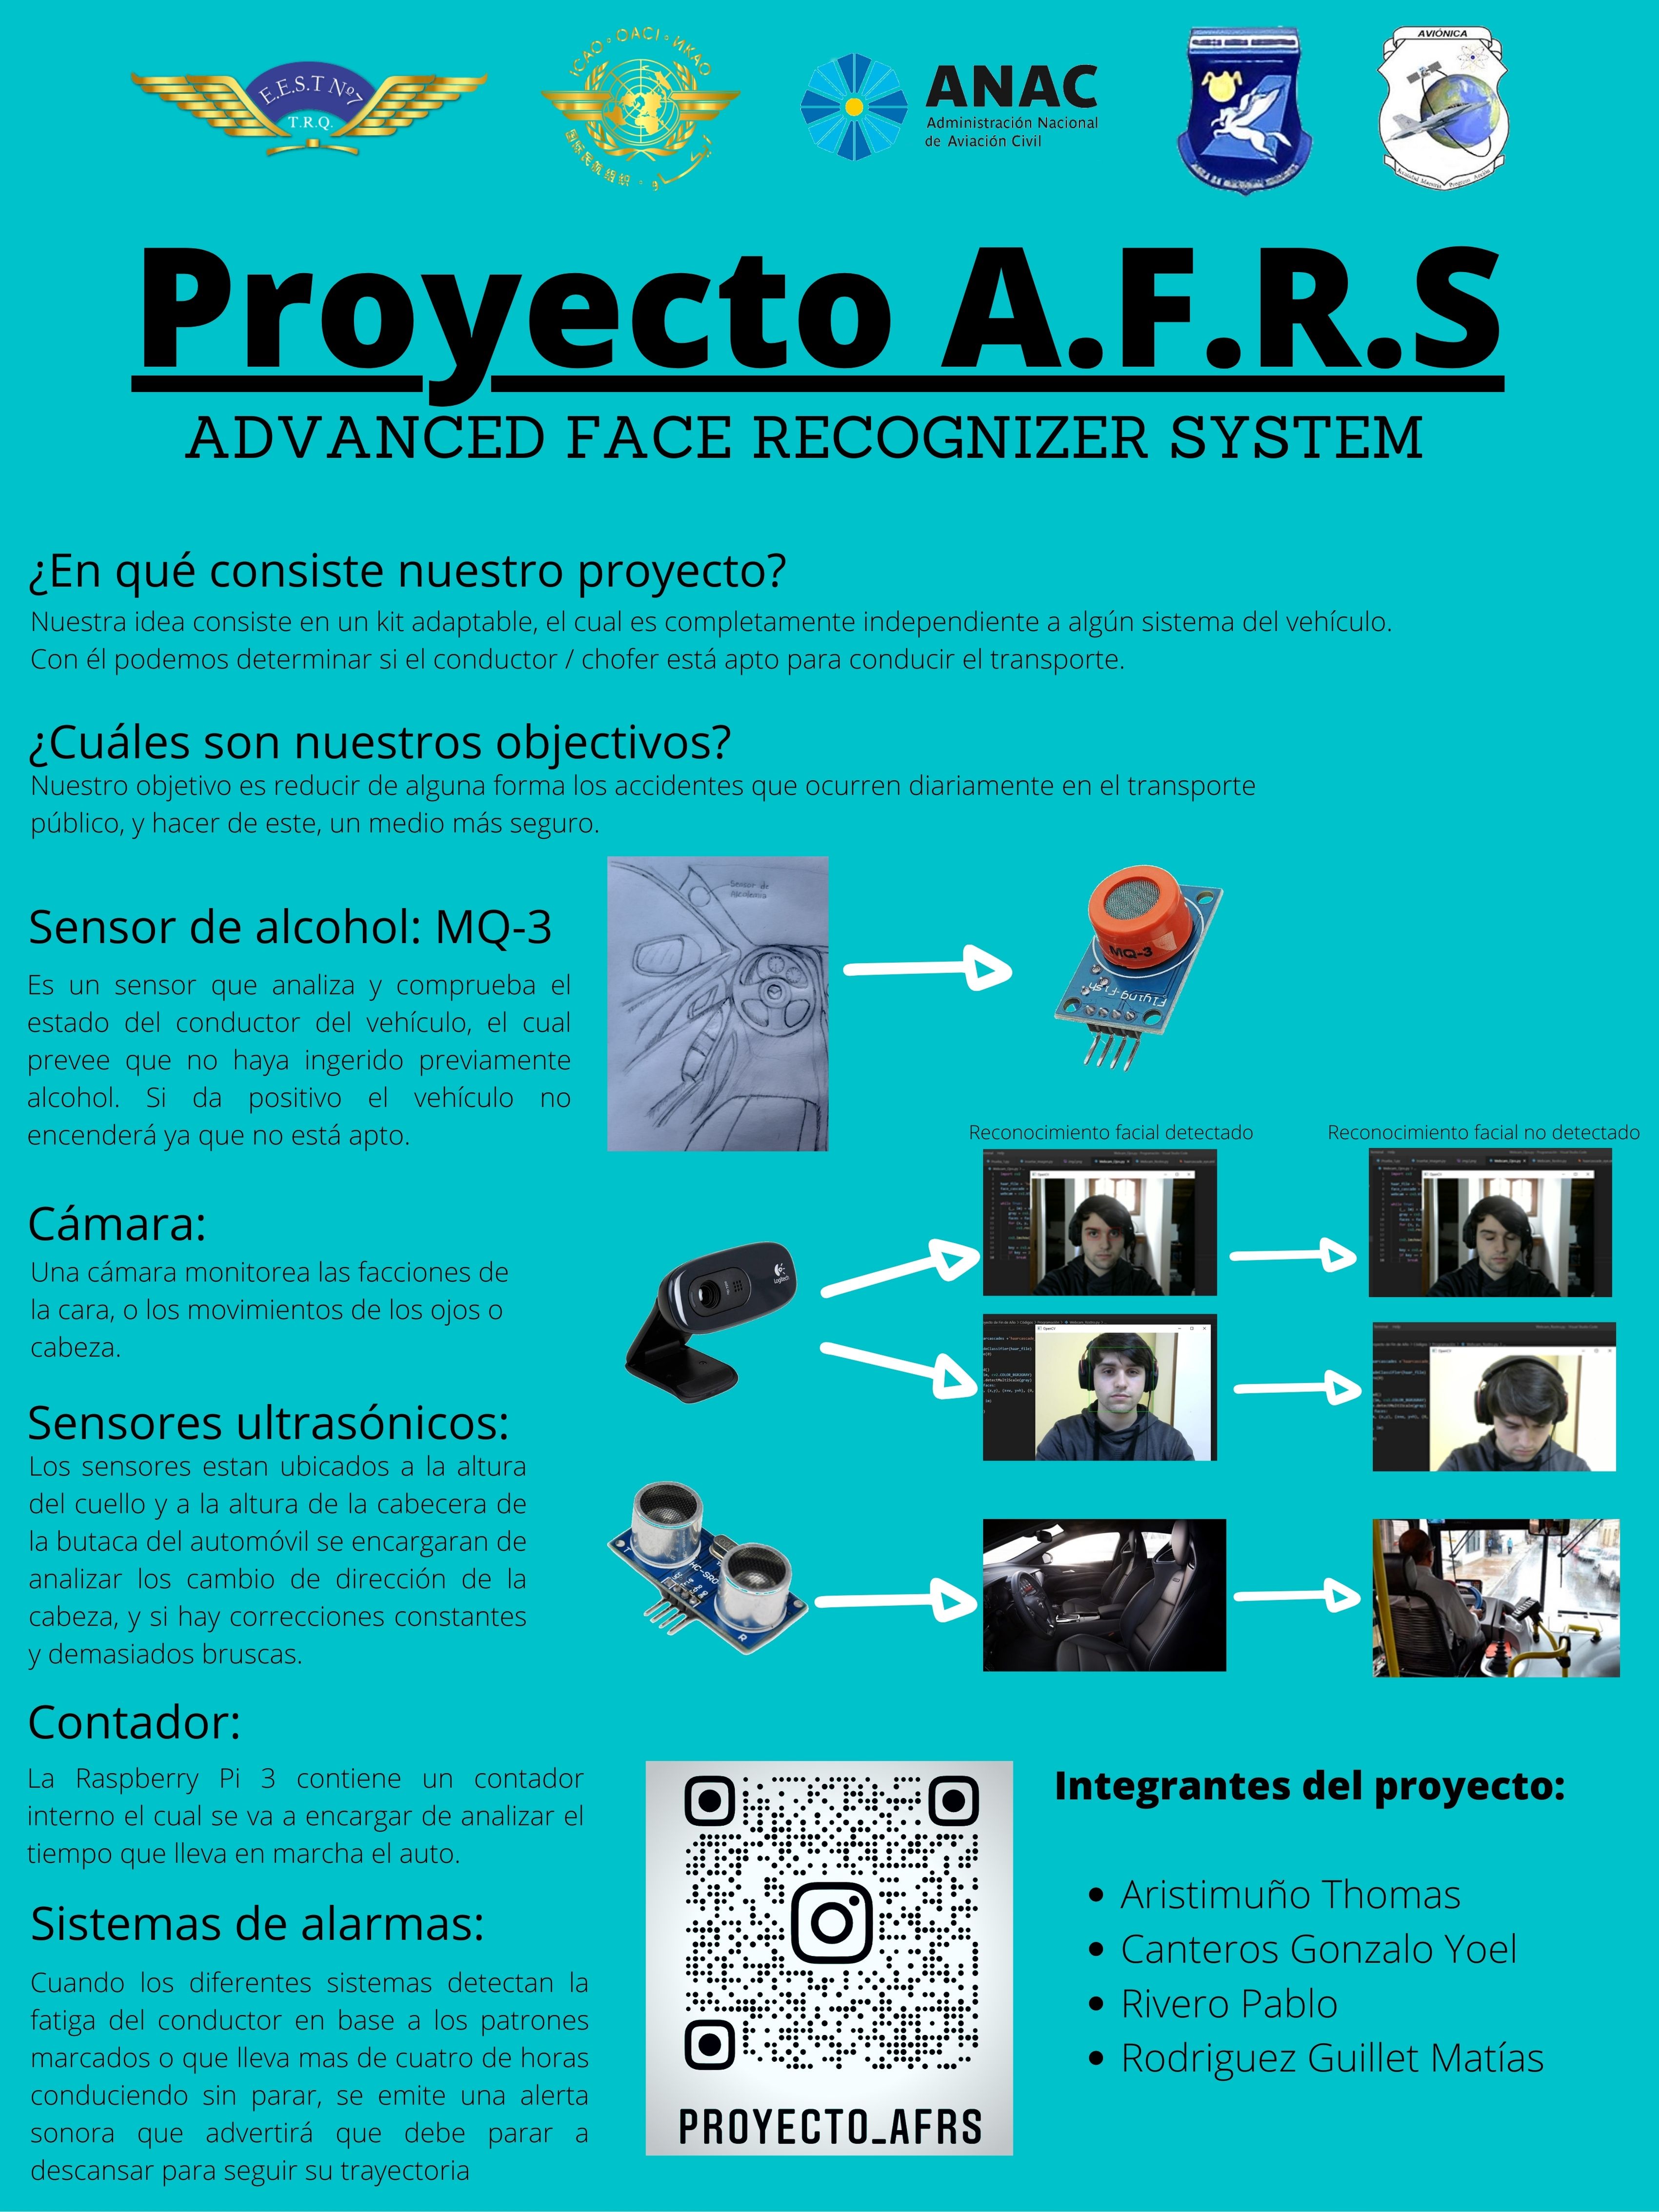 E.E.S.T Nº7
T.R.Q.
ICAO - OACI - ИКАО
ANAC
Administración Nacional
de Aviación Civil
AVIÓNICA
Proyecto A.F.R.S
ADVANCED FACE RECOGNIZER SYSTEM
¿En qué consiste nuestro proyecto?
Nuestra idea consiste en un kit adaptable, el cual es completamente independiente a algún sistema del vehículo.
Con él podemos determinar si el conductor / chofer está apto para conducir el transporte.
¿Cuáles son nuestros objectivos?
Nuestro objetivo es reducir de alguna forma los accidentes que ocurren diariamente en el transporte
público, y hacer de este, un medio más seguro.
Sensor de
Sensor de alcohol: MQ-3
Es un sensor que analiza y comprueba el
estado del conductor del vehículo, el cual
prevee que no haya ingerido previamente
alcohol. Si da positivo el vehículo no
encenderá ya que no está apto.
MQ-3
Flying-Fish
Reconocimiento facial detectado
Reconocimiento facial no detectado
Cámara:
Una cámara monitorea las facciones de
la cara, o los movimientos de los ojos o
cabeza.
Logitech
Sensores ultrasónicos:
Los sensores estan ubicados a la altura
del cuello y a la altura de la cabecera de
la butaca del automóvil se encargaran de
analizar los cambio de dirección de la
cabeza, y si hay correcciones constantes
y demasiados bruscas.
T
HC-SR0
R
Contador:
La Raspberry Pi 3 contiene un contador
interno el cual se va a encargar de analizar el
tiempo que lleva en marcha el auto.
Sistemas de alarmas:
Cuando los diferentes sistemas detectan la
fatiga del conductor en base a los patrones
marcados o que lleva mas de cuatro de horas
conduciendo sin parar, se emite una alerta
sonora que advertirá que debe parar a
descansar para seguir su trayectoria
PROYECTO_AFRS
Integrantes del proyecto:
• Aristimuño Thomas
• Canteros Gonzalo Yoel
• Rivero Pablo
• Rodriguez Guillet Matías